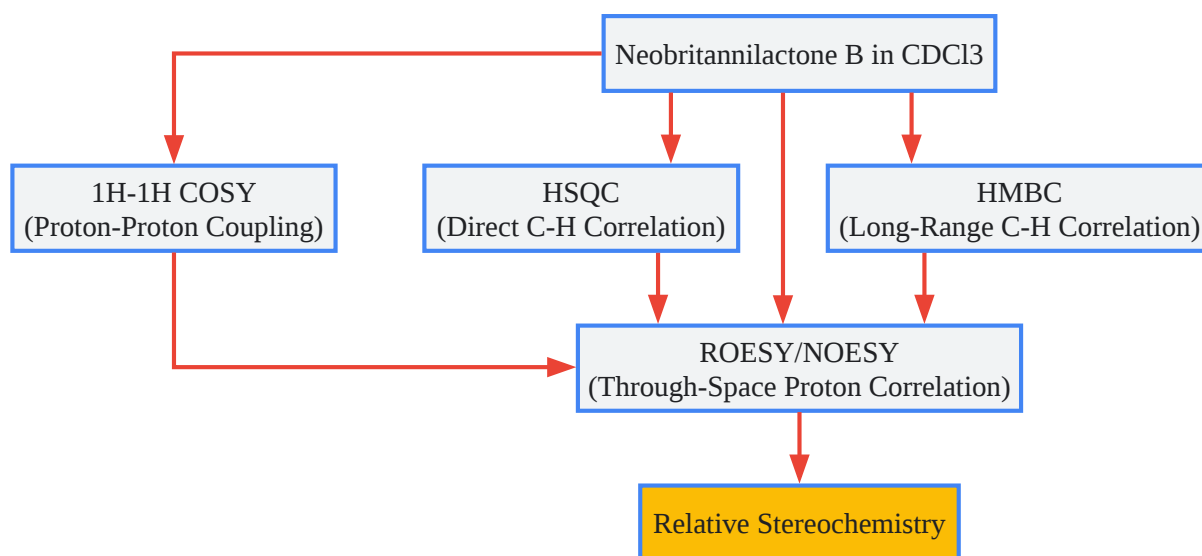 Neobritannilactone B in CDCl3
1H-1H COSY
(Proton-Proton Coupling)
HSQC
(Direct C-H Correlation)
HMBC
(Long-Range C-H Correlation)
ROESY/NOESY
(Through-Space Proton Correlation)
Relative Stereochemistry